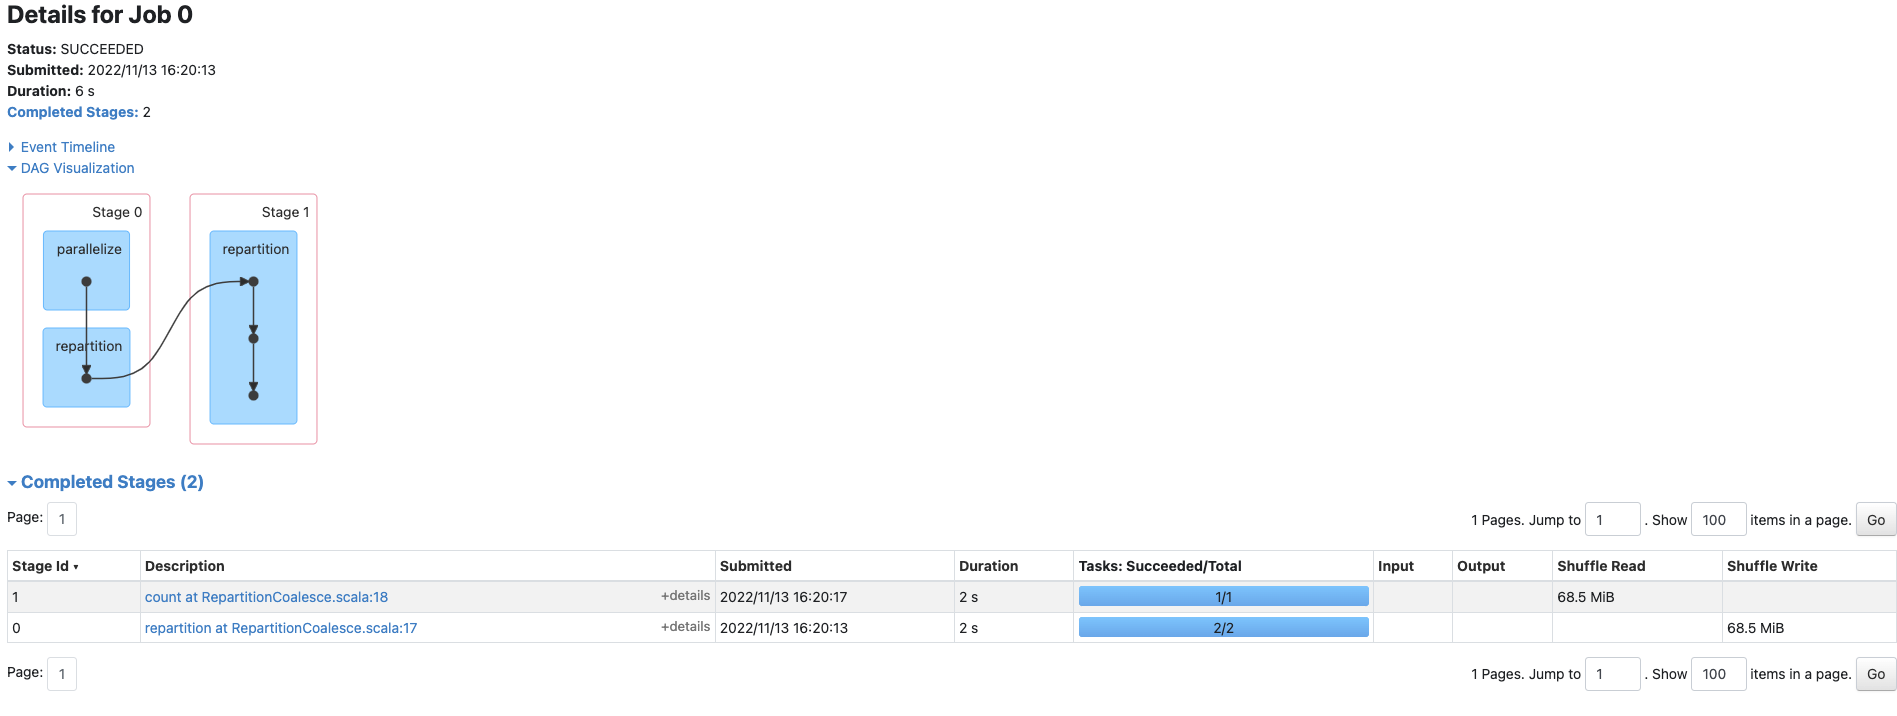 Details for Job 0
Status: SUCCEEDED
Submitted: 2022/11/13 16:20:13
Duration: 6 s
Completed Stages: 2
Event Timeline
DAG Visualization
Stage 0 Stage 1
parallelize repartition
repartition
Completed Stages (2)
Page: 1 1 Pages. Jump to 1 . Show 100 items in a page. Go
Stage Id ▾ Description Submitted Duration Tasks: Succeeded/Total Input Output Shuffle Read Shuffle Write
1 count at RepartitionCoalesce.scala:18 +details 2022/11/13 16:20:17 2 s 1/1 68.5 MiB
0 repartition at RepartitionCoalesce.scala:17 +details 2022/11/13 16:20:13 2 s 2/2 68.5 MiB
Page: 1 1 Pages. Jump to 1 . Show 100 items in a page. Go